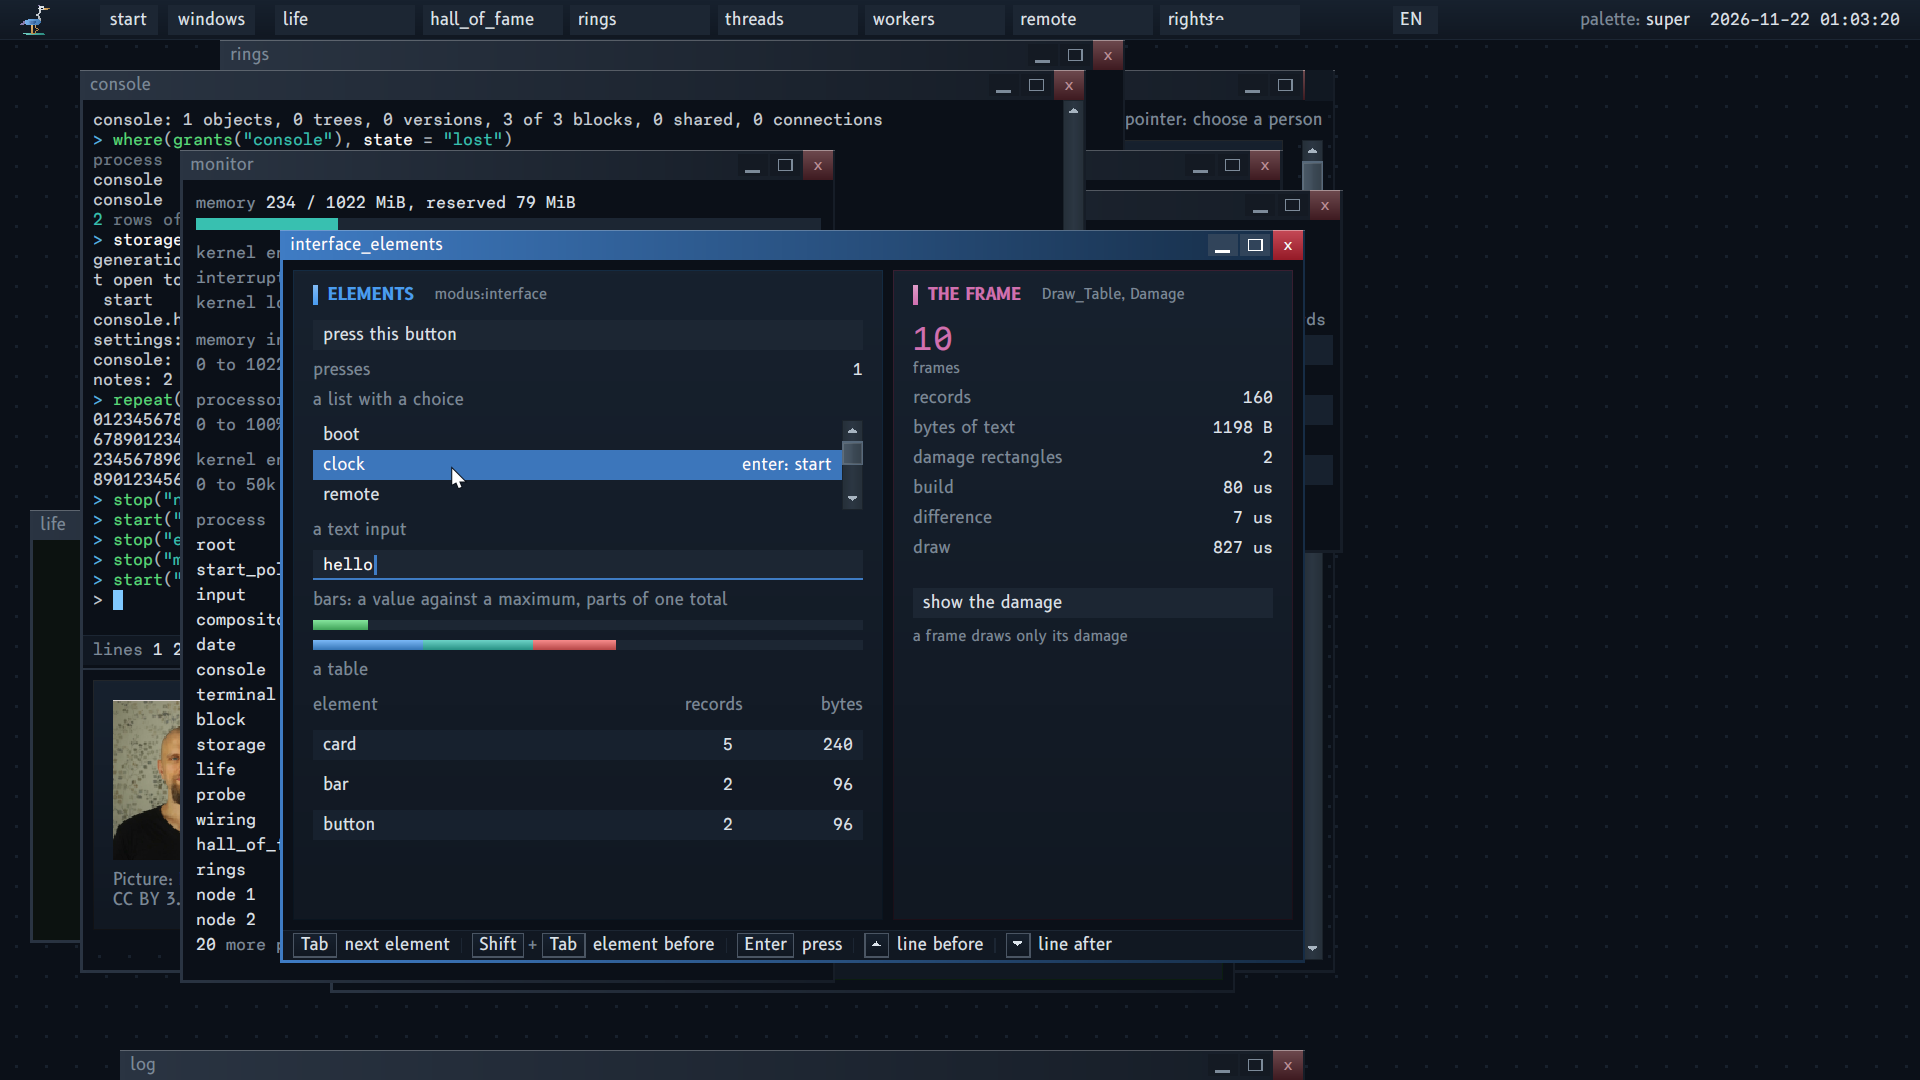 start windows life hall_of_fame rings threads workers remote EN palette: super 2026-11-22 01:03:20
rings
x
console
x
console: 1 objects, 0 trees, 0 versions, 3 of 3 blocks, 0 shared, 0 connections
pointer: choose a person
> where(grants("console"), state = "lost")
process
console
console
2 rows of
> storage
generatio
t open to
start
console.h
settings:
console:
notes: 2
> repeat(
012345678
678901234
234567890
890123456
> stop("n
> start("
> stop("e
> stop("m
> start("
>
lines 1 2
Picture:
CC BY 3.
life
monitor
x
x
x
memory 234 / 1022 MiB, reserved 79 MiB
kernel en
interrupt
kernel lo
memory in
0 to 1022
processor
0 to 100%
kernel en
0 to 50k
process
root
start_pol
input
composito
date
console
terminal
block
storage
life
probe
wiring
hall_of_f
rings
node 1
node 2
20 more p
ds
interface_elements
x
ELEMENTS modus:interface
press this button
presses 1
a list with a choice
boot
clock enter: start
remote
a text input
hello
bars: a value against a maximum, parts of one total
a table
element records bytes
card 5 240
bar 2 96
button 2 96
THE FRAME Draw_Table, Damage
10
frames
records 160
bytes of text 1198 B
damage rectangles 2
build 80 us
difference 7 us
draw 827 us
show the damage
a frame draws only its damage
Tab next element Shift + Tab element before Enter press line before line after
log
x